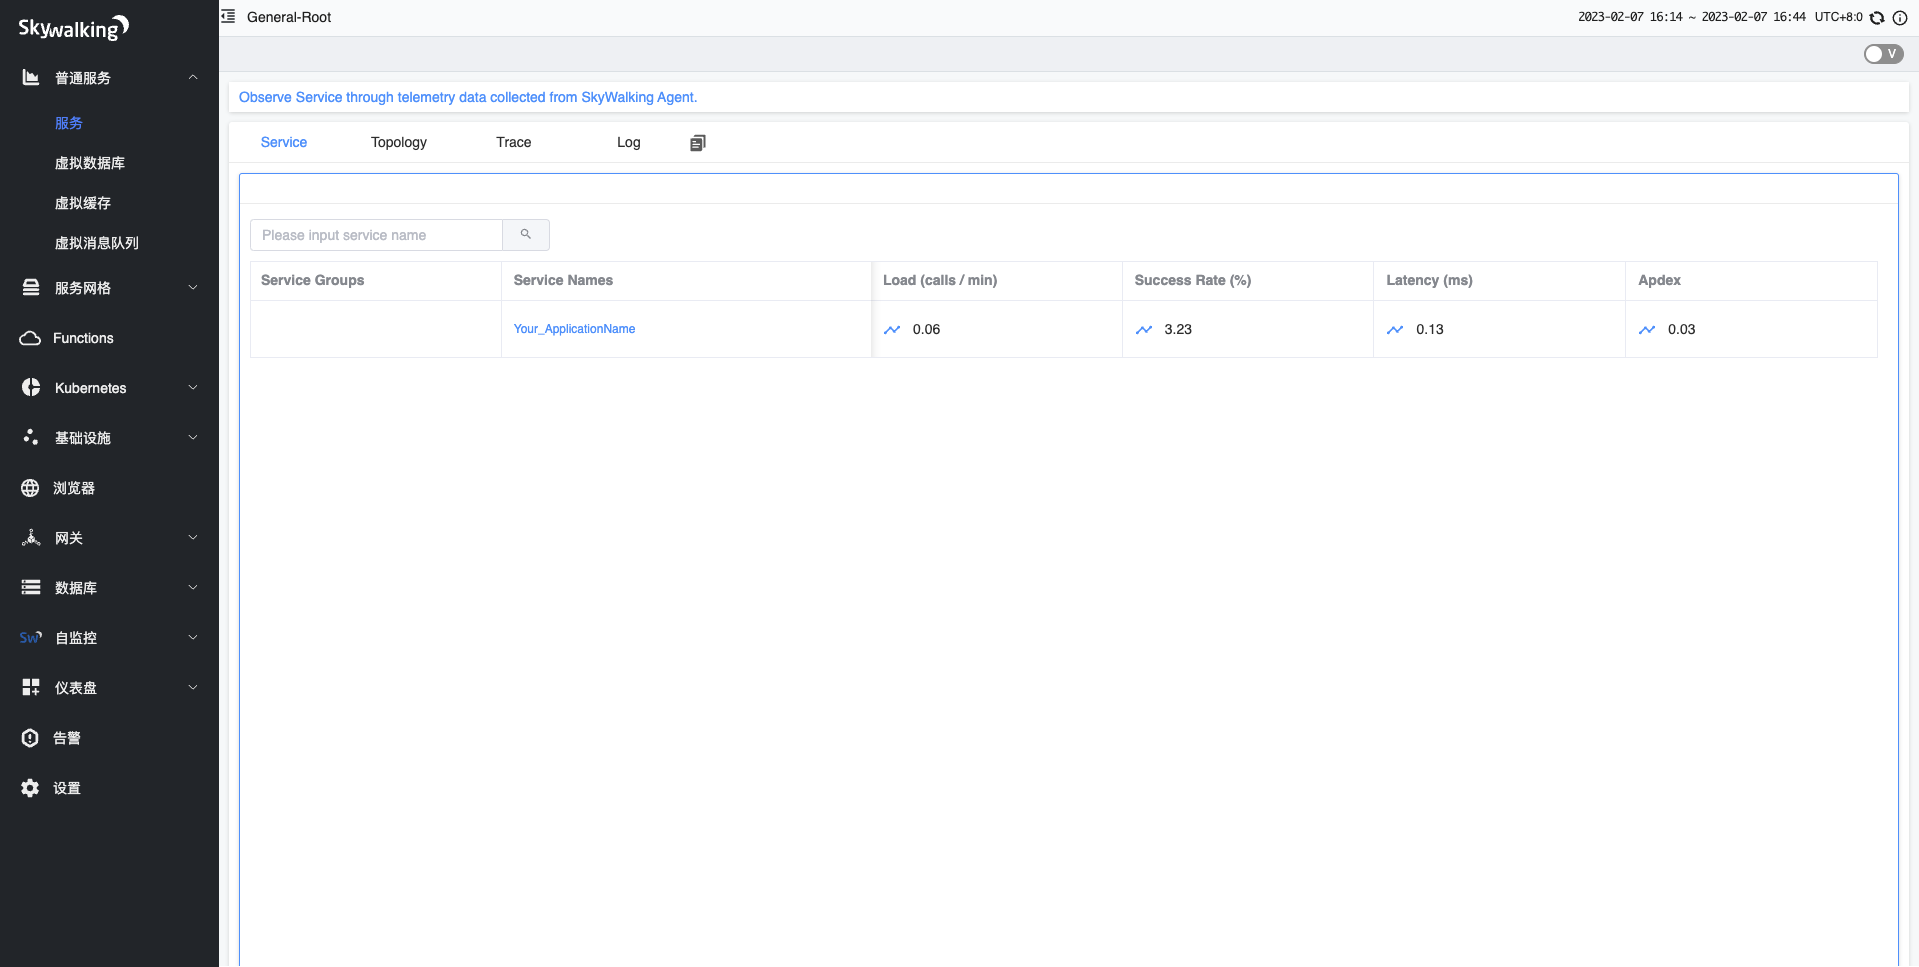 Skywalking
General-Root
2023-02-07 16:14 ~ 2023-02-07 16:44 UTC+8:0
V
普通服务
服务
虚拟数据库
虚拟缓存
虚拟消息队列
服务网格
Functions
Kubernetes
基础设施
浏览器
网关
数据库
Sw 自监控
仪表盘
告警
设置
Observe Service through telemetry data collected from SkyWalking Agent.
Service Topology Trace Log
Please input service name
Service Groups Service Names Load (calls / min) Success Rate (%) Latency (ms) Apdex
Your_ApplicationName 0.06 3.23 0.13 0.03